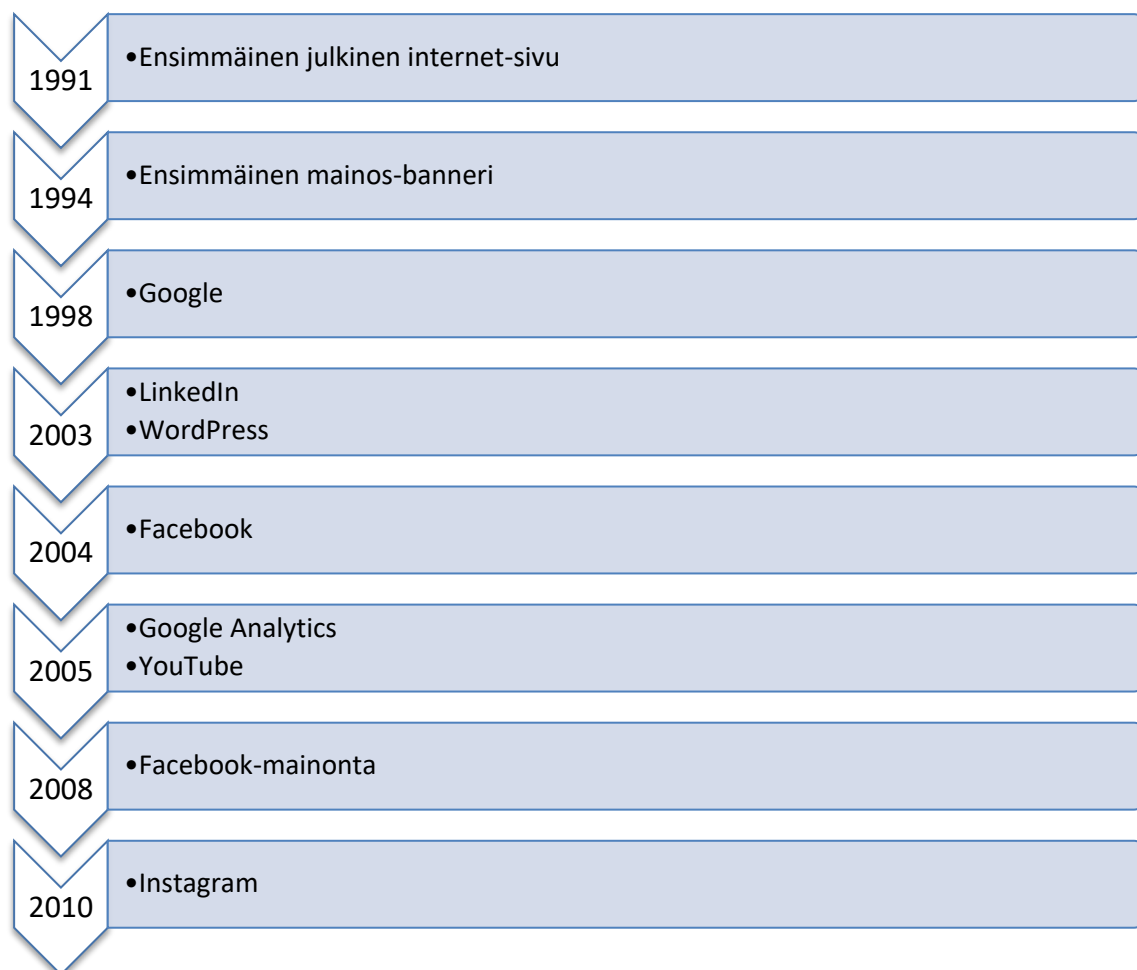 1991
•Ensimmäinen julkinen internet-sivu
1994
•Ensimmäinen mainos-banneri
1998
•Google
2003
•LinkedIn
•WordPress
2004
•Facebook
2005
•Google Analytics
•YouTube
2008
•Facebook-mainonta
2010
•Instagram